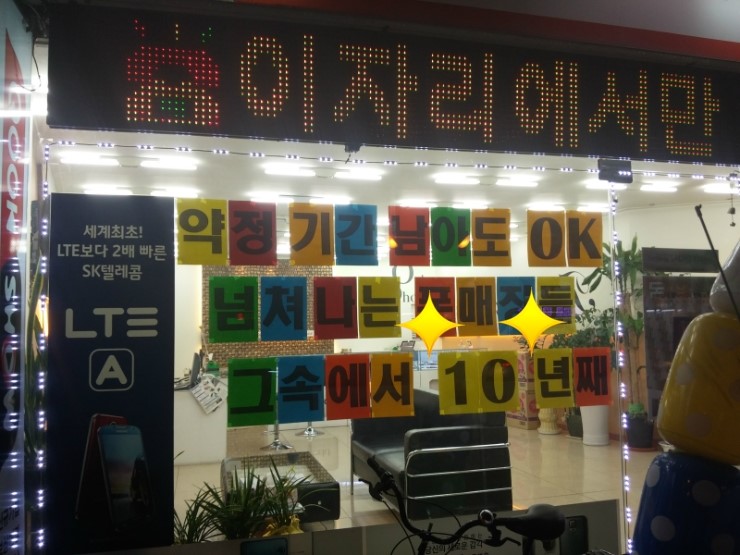 이자리에서만
세계최초!
LTE보다 2배 빠른
SK텔레콤
LTE
A
약정 기간 남아도 OK
넘쳐나는
그속에서 10년째